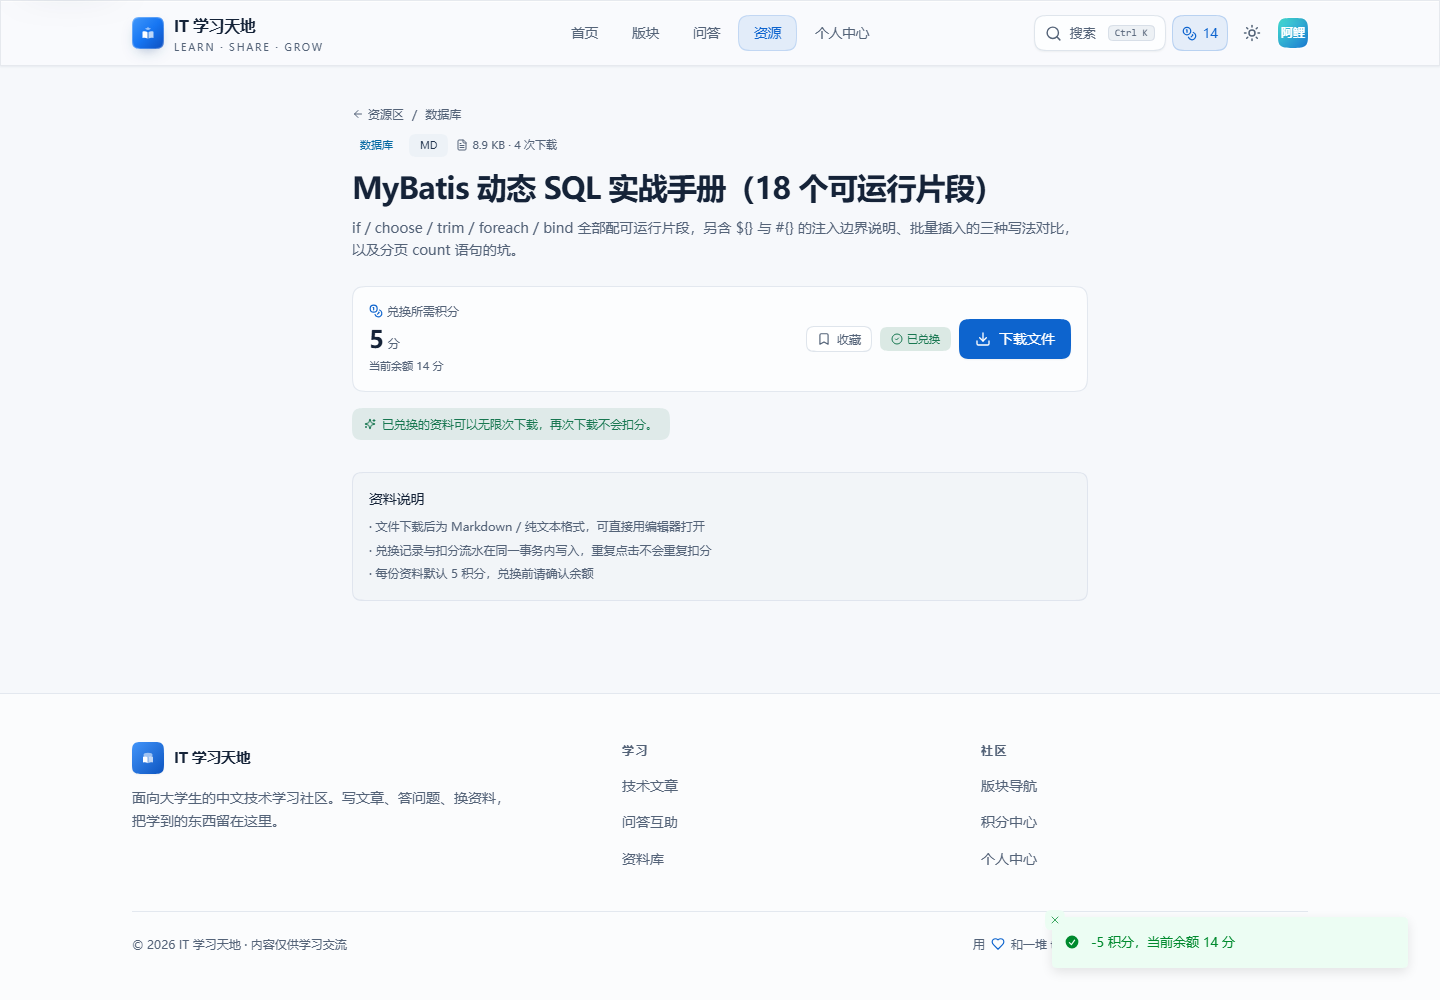 IT 学习天地
LEARN · SHARE · GROW
首页
版块
问答
资源
个人中心
搜索
Ctrl K
14
阿鲤
资源区 / 数据库
数据库
MD
8.9 KB · 4 次下载
MyBatis 动态 SQL 实战手册（18 个可运行片段）
if / choose / trim / foreach / bind 全部配可运行片段，另含 ${} 与 #{} 的注入边界说明、批量插入的三种写法对比，
以及分页 count 语句的坑。
兑换所需积分
5 分
当前余额 14 分
收藏
已兑换
下载文件
已兑换的资料可以无限次下载，再次下载不会扣分。
资料说明
· 文件下载后为 Markdown / 纯文本格式，可直接用编辑器打开
· 兑换记录与扣分流水在同一事务内写入，重复点击不会重复扣分
· 每份资料默认 5 积分，兑换前请确认余额
IT 学习天地
面向大学生的中文技术学习社区。写文章、答问题、换资料，
把学到的东西留在这里。
学习
技术文章
问答互助
资料库
社区
版块导航
积分中心
个人中心
© 2026 IT 学习天地 · 内容仅供学习交流
用 和一堆
-5 积分，当前余额 14 分